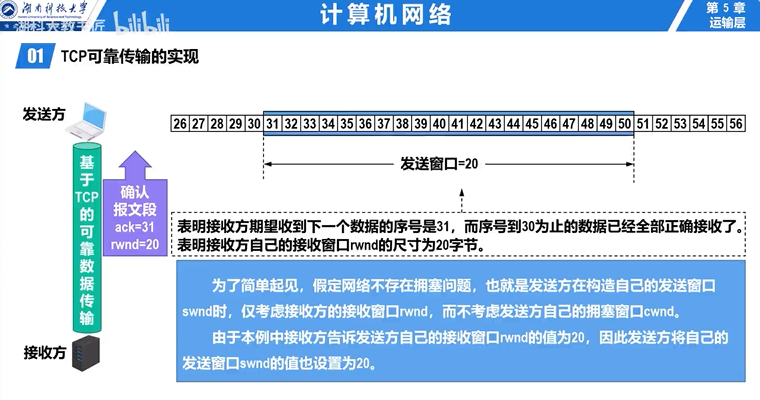 湖南科技大学
湖科大教书匠 bilibili
计算机网络
第 5 章
运输层
01 TCP可靠传输的实现
发送方
26 27 28 29 30 31 32 33 34 35 36 37 38 39 40 41 42 43 44 45 46 47 48 49 50 51 52 53 54 55 56
发送窗口=20
基于TCP的可靠数据传输
确认
报文段
ack=31
rwnd=20
表明接收方期望收到下一个数据的序号是31，而序号到30为止的数据已经全部正确接收了。
表明接收方自己的接收窗口rwnd的尺寸为20字节。
为了简单起见，假定网络不存在拥塞问题，也就是发送方在构造自己的发送窗口
swnd时，仅考虑接收方的接收窗口rwnd，而不考虑发送方自己的拥塞窗口cwnd。
由于本例中接收方告诉发送方自己的接收窗口rwnd的值为20，因此发送方将自己的
发送窗口swnd的值也设置为20。
接收方